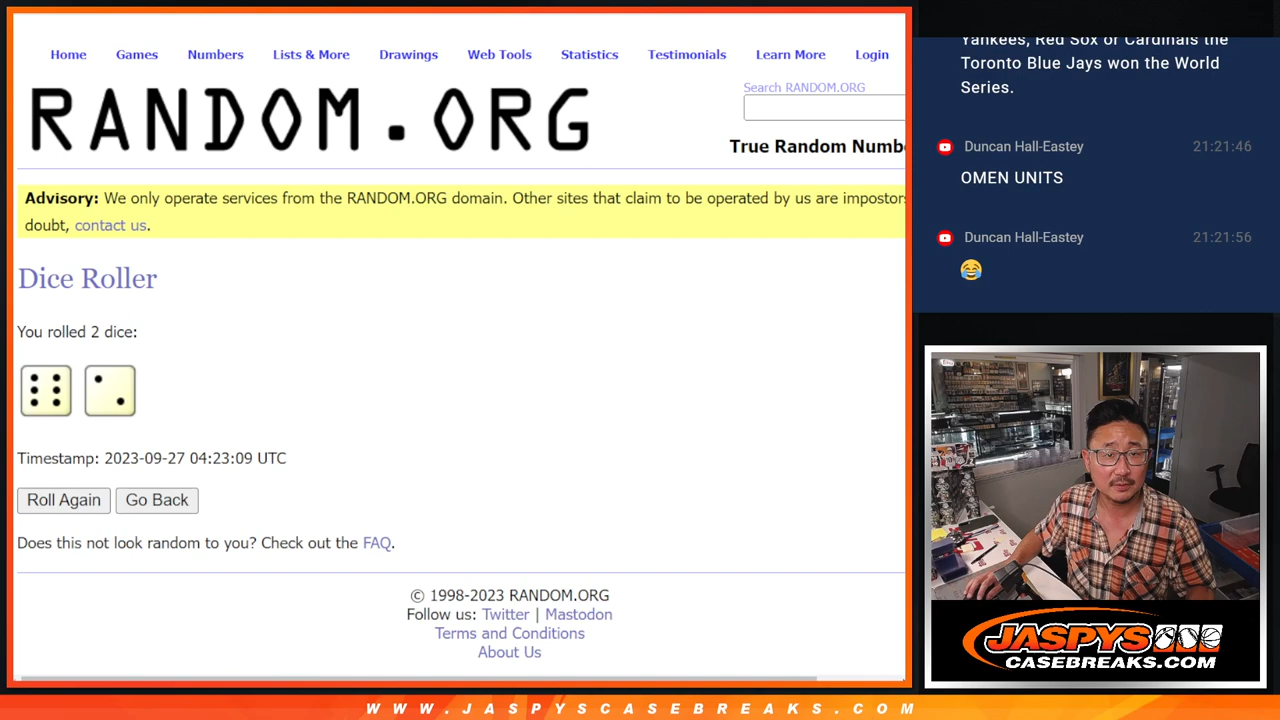 Home Games Numbers Lists & More Drawings Web Tools Statistics Testimonials Learn More Login
RANDOM.ORG
Search RANDOM.ORG
True Random Numb
Advisory: We only operate services from the RANDOM.ORG domain. Other sites that claim to be operated by us are impostors
doubt, contact us.
Dice Roller
You rolled 2 dice:
Timestamp: 2023-09-27 04:23:09 UTC
Roll Again Go Back
Does this not look random to you? Check out the FAQ.
© 1998-2023 RANDOM.ORG
Follow us: Twitter | Mastodon
Terms and Conditions
About Us
Yankees, Red Sox or Cardinals the
Toronto Blue Jays won the World
Series.
Duncan Hall-Eastey 21:21:46
OMEN UNITS
Duncan Hall-Eastey 21:21:56
😂
JASPYS
CASEBREAKS.COM
WWW.JASPYSCASEBREAKS.COM